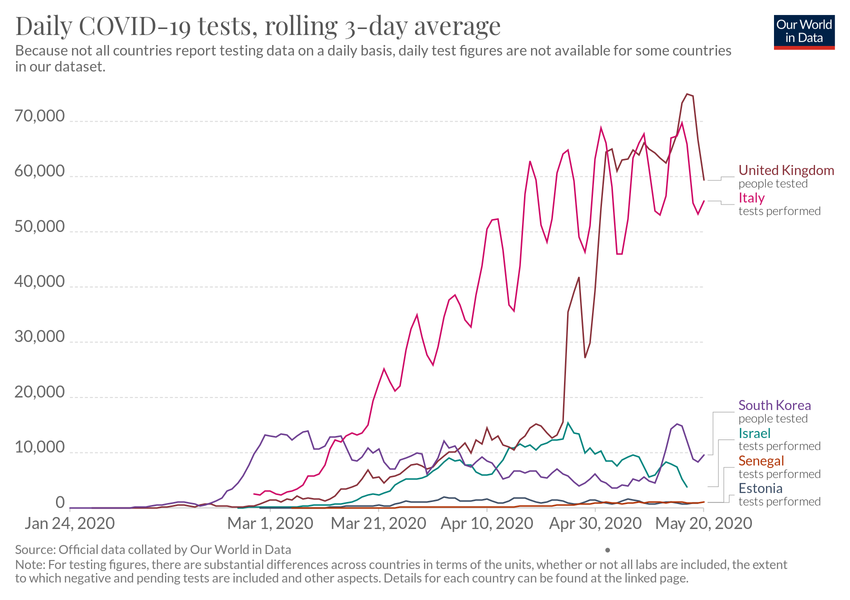 Daily COVID-19 tests, rolling 3-day average
Our World
in Data
Because not all countries report testing data on a daily basis, daily test figures are not available for some countries
in our dataset.
70,000
60,000
50,000
40,000
30,000
20,000
10,000
0
United Kingdom
people tested
Italy
tests performed
South Korea
people tested
Israel
tests performed
Senegal
tests performed
Estonia
tests performed
Jan 24, 2020
Mar 1, 2020
Mar 21, 2020
Apr 10, 2020
Apr 30, 2020
May 20, 2020
Source: Official data collated by Our World in Data
Note: For testing figures, there are substantial differences across countries in terms of the units, whether or not all labs are included, the extent
to which negative and pending tests are included and other aspects. Details for each country can be found at the linked page.